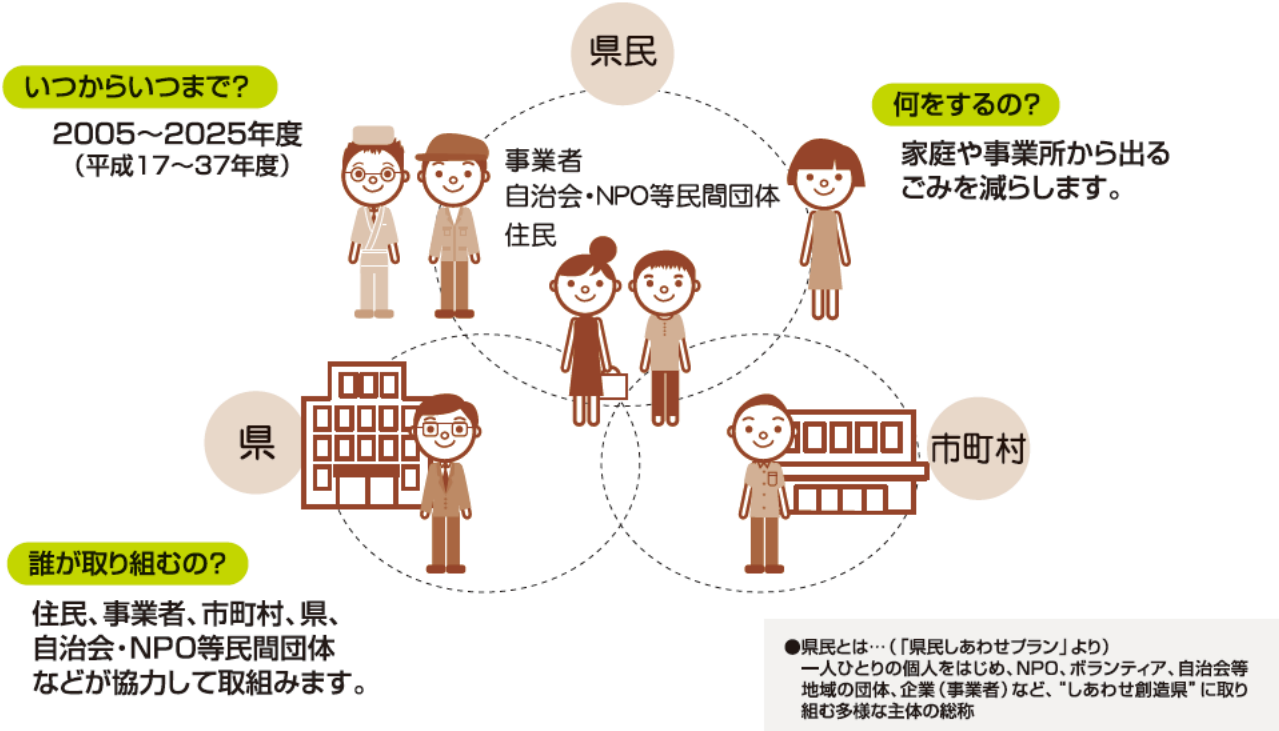 県民
いつからいつまで?
2005～2025年度
(平成17～37年度)
何をするの?
家庭や事業所から出る
ごみを減らします。
事業者
自治会・NPO等民間団体
住民
県
市町村
誰が取り組むの?
住民、事業者、市町村、県、
自治会・NPO等民間団体
などが協力して取組みます。
●県民とは…(「県民しあわせプラン」より)
一人ひとりの個人をはじめ、NPO、ボランティア、自治会等
地域の団体、企業(事業者)など、"しあわせ創造県"に取り
組む多様な主体の総称